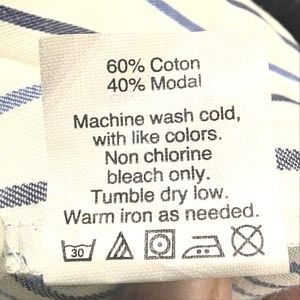 60% Coton
40% Modal
Machine wash cold,
with like colors.
Non chlorine
bleach only.
Tumble dry low.
Warm iron as needed.
30